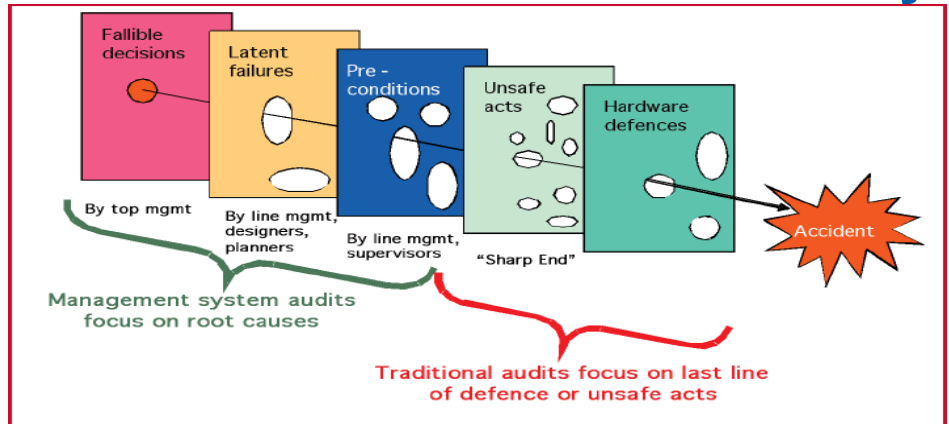 Fallible
decisions
Latent
failures
Pre -
conditions
Unsafe
acts
Hardware
defences
By top mgmt
By line mgmt,
designers,
planners
By line mgmt,
supervisors
“Sharp End”
Accident
Management system audits
focus on root causes
Traditional audits focus on last line
of defence or unsafe acts